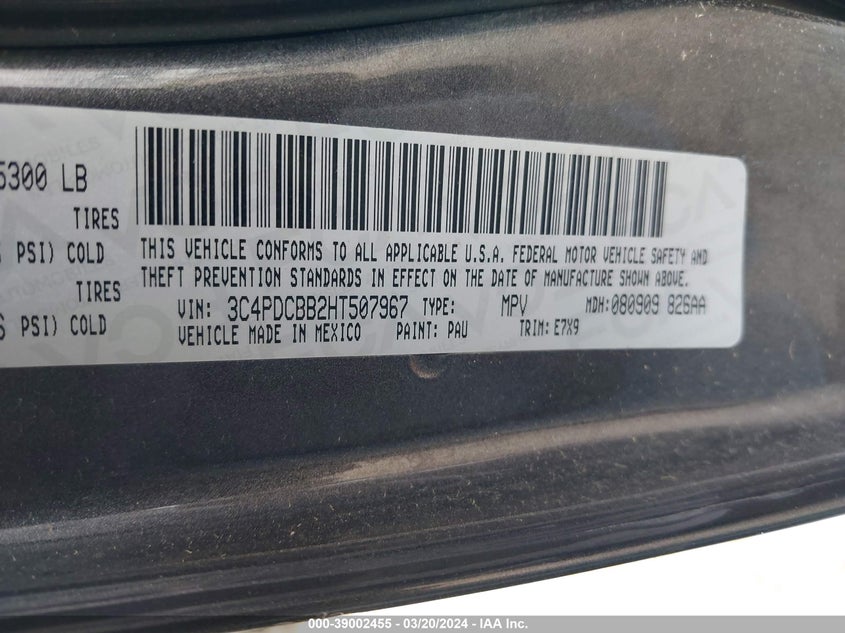 5300 LB
TIRES
PSI) COLD
TIRES
PSI) COLD
THIS VEHICLE CONFORMS TO ALL APPLICABLE U.S.A. FEDERAL MOTOR VEHICLE SAFETY AND
THEFT PREVENTION STANDARDS IN EFFECT ON THE DATE OF MANUFACTURE SHOWN ABOVE.
VIN: 3C4PDCBB2HT507967 TYPE: MPV MDH: 080909 826AA
VEHICLE MADE IN MEXICO PAINT: PAU TRIM: E7X9
000-39002455 - 03/20/2024 - IAA Inc.